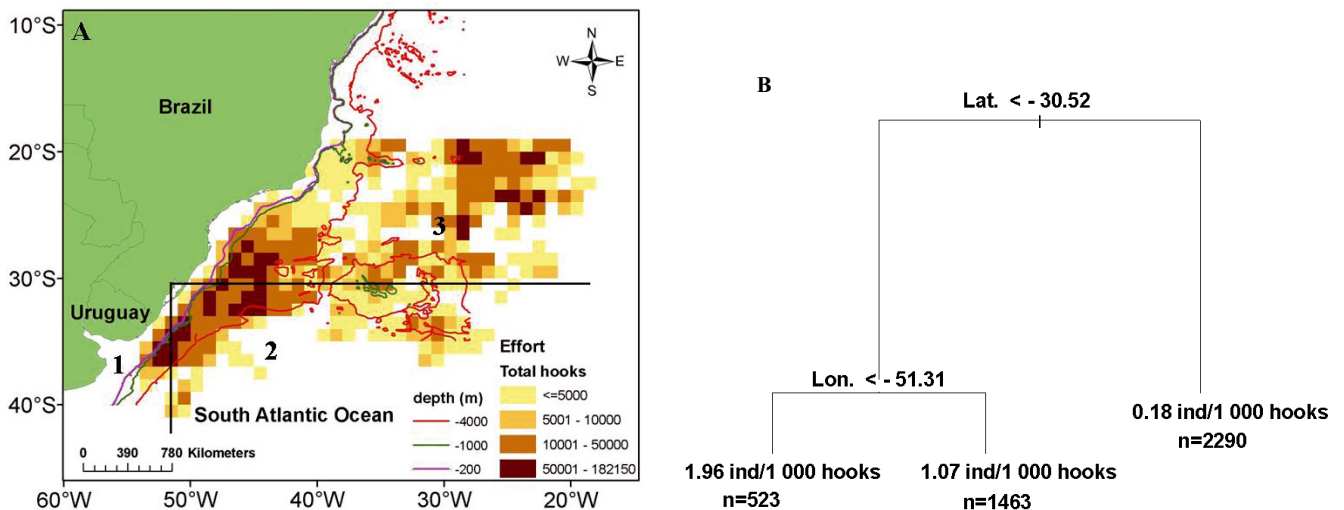 10°S
20°S
30°S
40°S
60°W
50°W
40°W
30°W
20°W
A
N
W E
S
Brazil
Uruguay
1
2
3
South Atlantic Ocean
0 390 780 Kilometers
depth (m)
-4000
-1000
-200
Effort
Total hooks
<=5000
5001 - 10000
10001 - 50000
50001 - 182150
B
Lat. < - 30.52
Lon. < - 51.31
0.18 ind/1 000 hooks
n=2290
1.96 ind/1 000 hooks
n=523
1.07 ind/1 000 hooks
n=1463